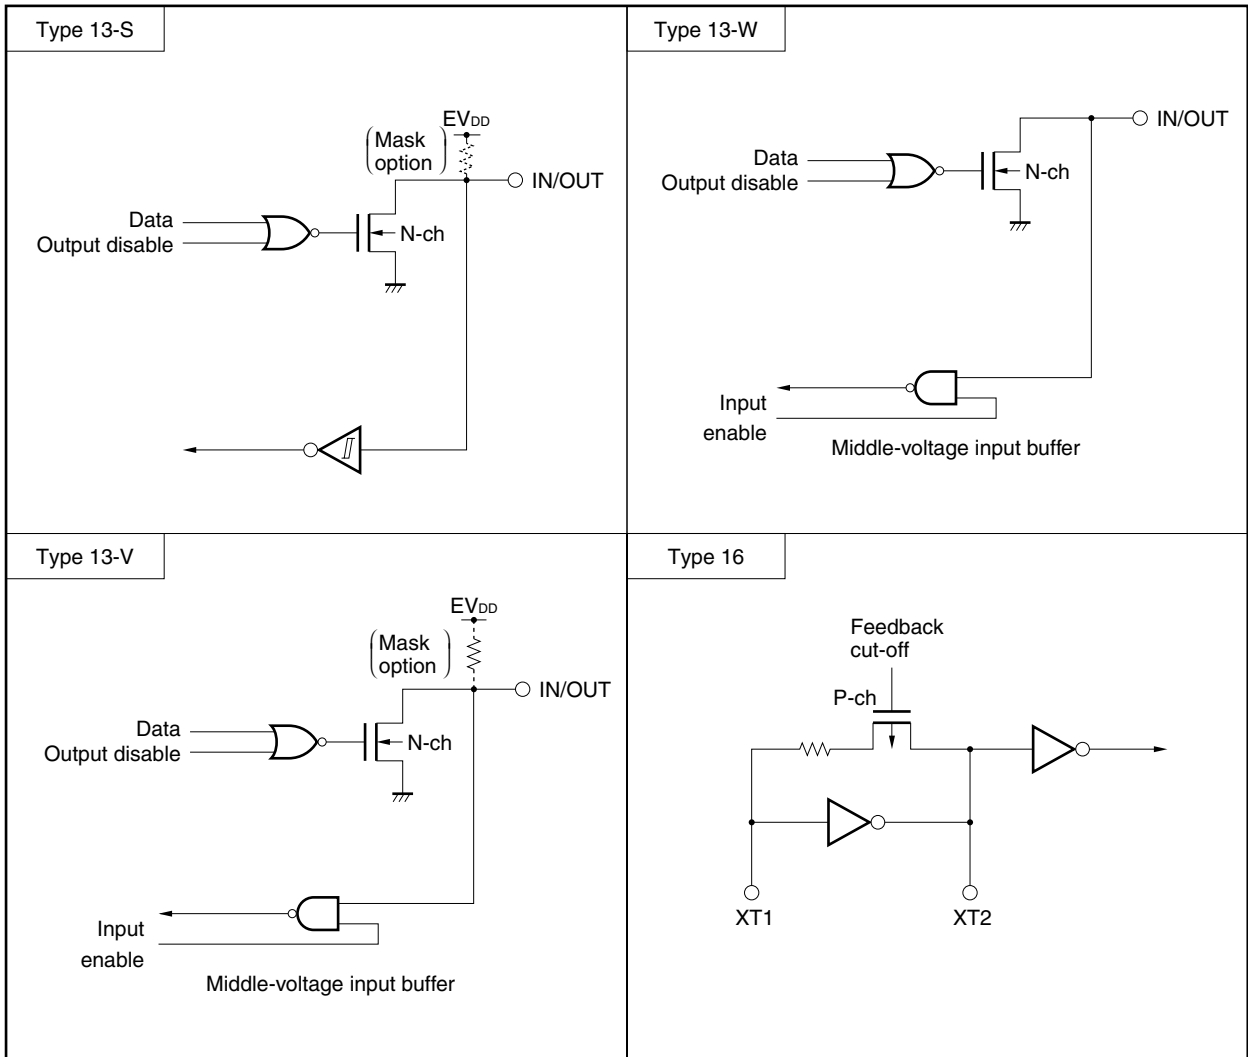 Type 13-S
EVDD
(Mask option)
IN/OUT
Data
Output disable
N-ch
Type 13-W
IN/OUT
Data
Output disable
N-ch
Input
enable
Middle-voltage input buffer
Type 13-V
EVDD
(Mask option)
IN/OUT
Data
Output disable
N-ch
Input
enable
Middle-voltage input buffer
Type 16
Feedback
cut-off
P-ch
XT1
XT2